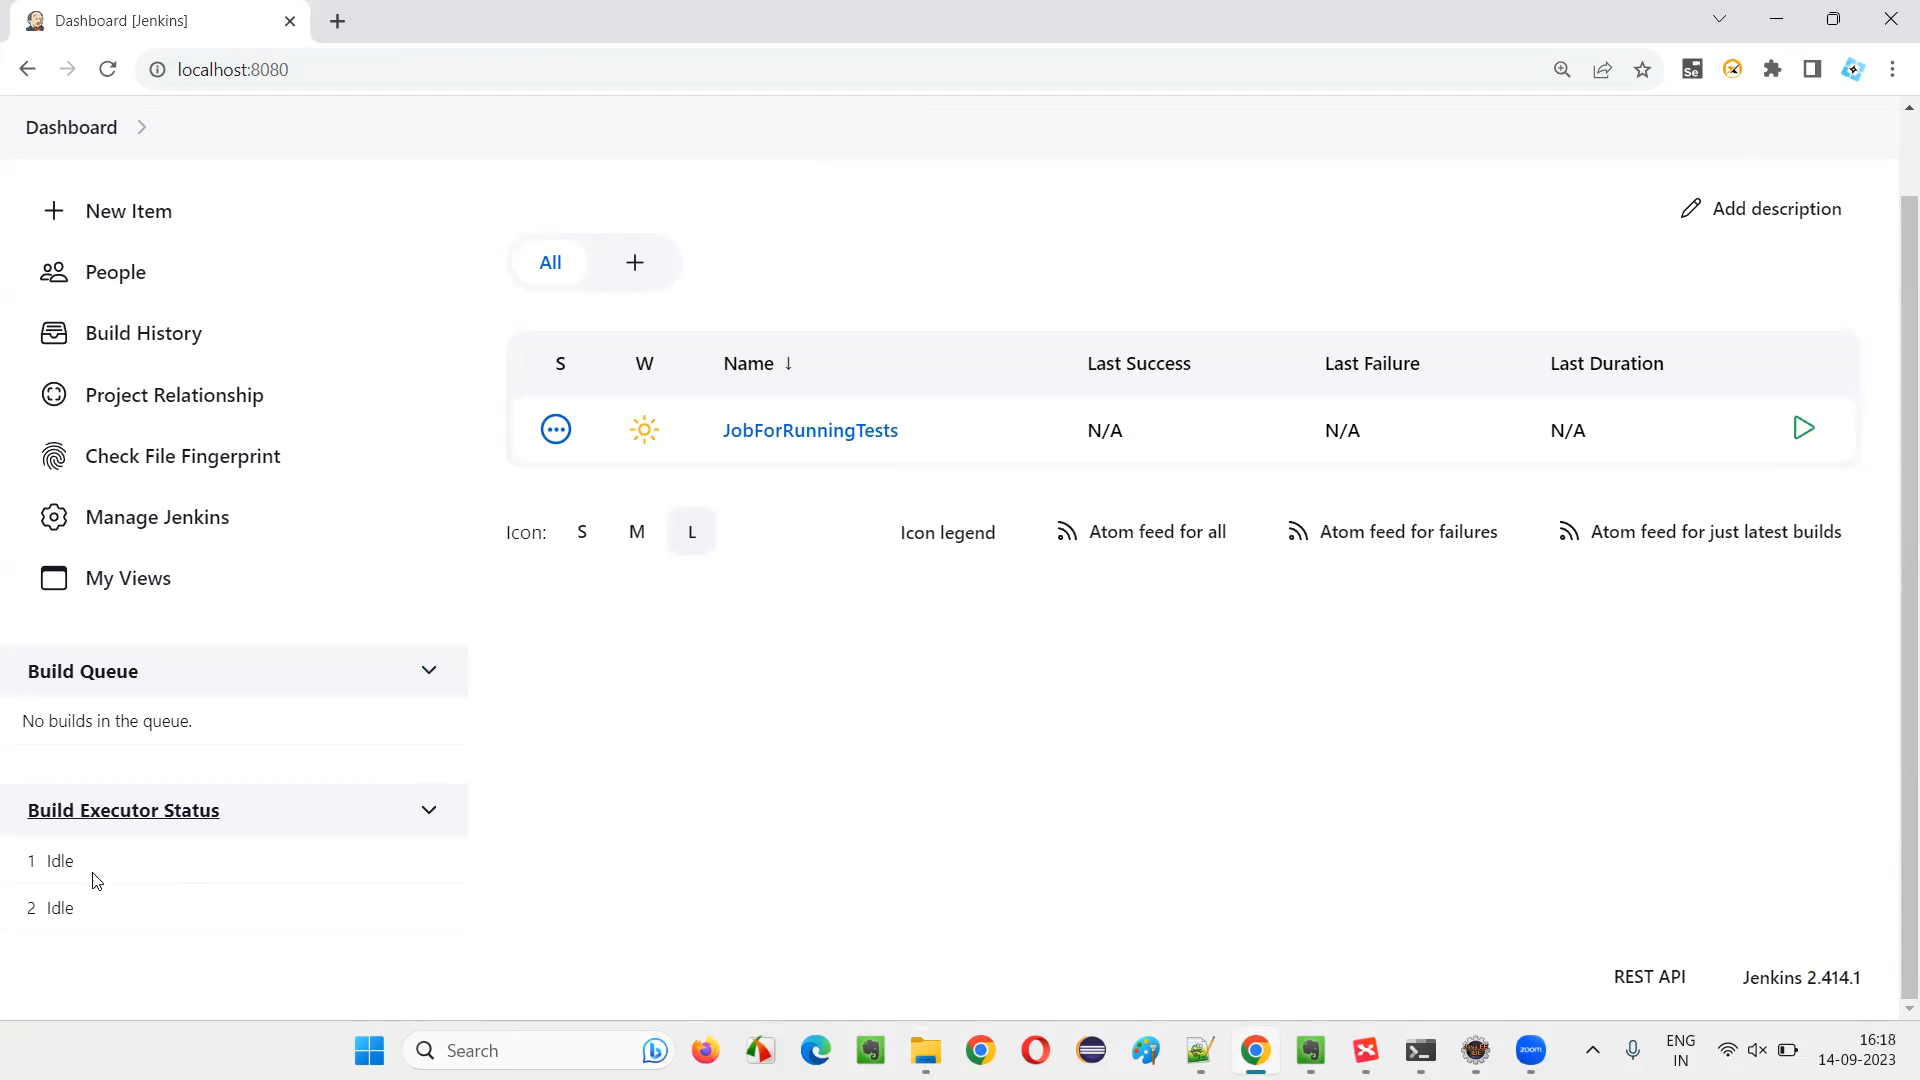 Dashboard [Jenkins]
localhost:8080
Se
Dashboard
New Item
Add description
All
People
Build History
S W Name ↓ Last Success Last Failure Last Duration
Project Relationship
JobForRunningTests N/A N/A N/A
Check File Fingerprint
Manage Jenkins
Icon: S M L Icon legend Atom feed for all Atom feed for failures Atom feed for just latest builds
My Views
Build Queue
No builds in the queue.
Build Executor Status
1 Idle
2 Idle
REST API Jenkins 2.414.1
Search
zoom
ENG
IN
16:18
14-09-2023